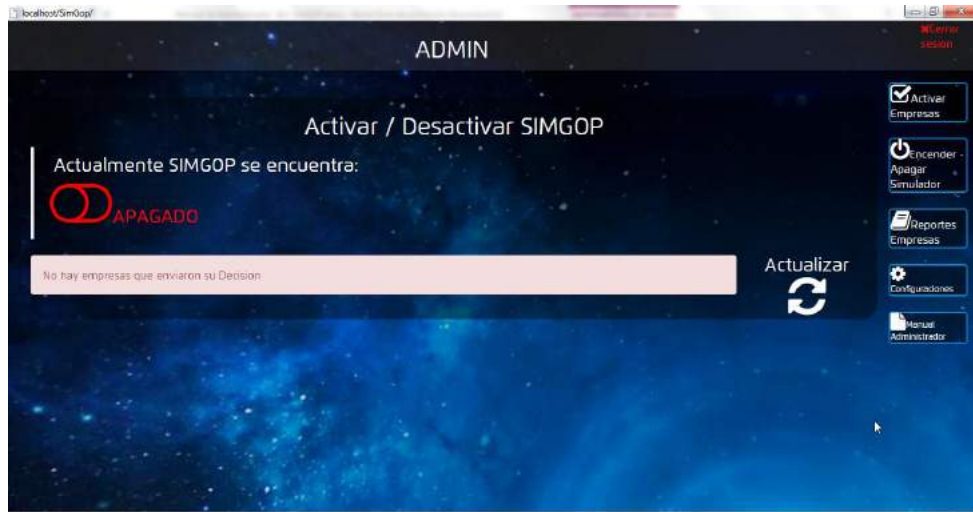 localhost/SimGop/
ADMIN
Cerrar
sesion
Activar / Desactivar SIMGOP
Actualmente SIMGOP se encuentra:
APAGADO
No hay empresas que enviaron su Decision
Actualizar
Activar
Empresas
Encender -
Apagar
Simulador
Reportes
Empresas
Configuraciones
Manual
Administrador